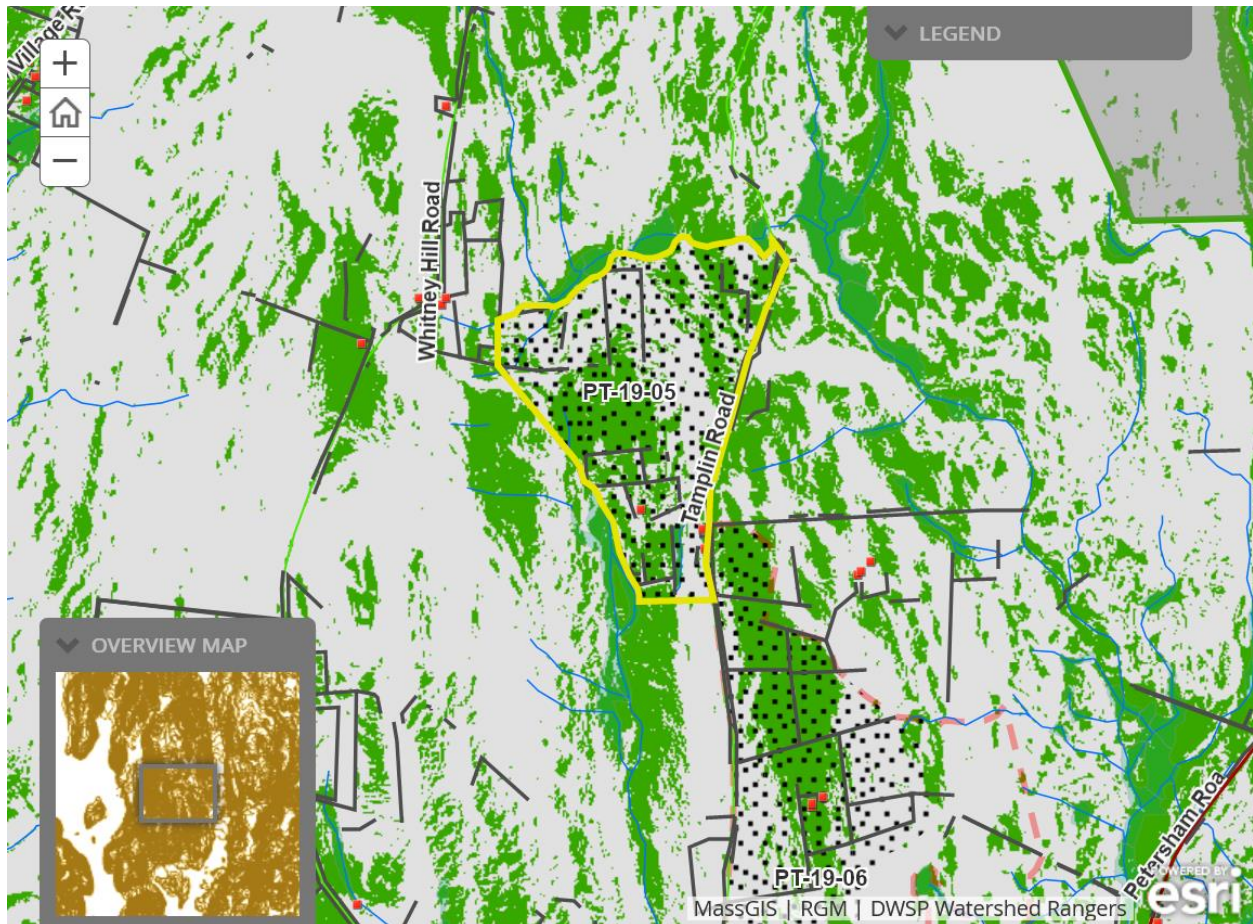 Village R
+
−
LEGEND
Whitney Hill Road
PT-19-05
Tamplin Road
OVERVIEW MAP
Petersham Roa
PT-19-06
MassGIS | RGM | DWSP Watershed Rangers
POWERED BY
esri